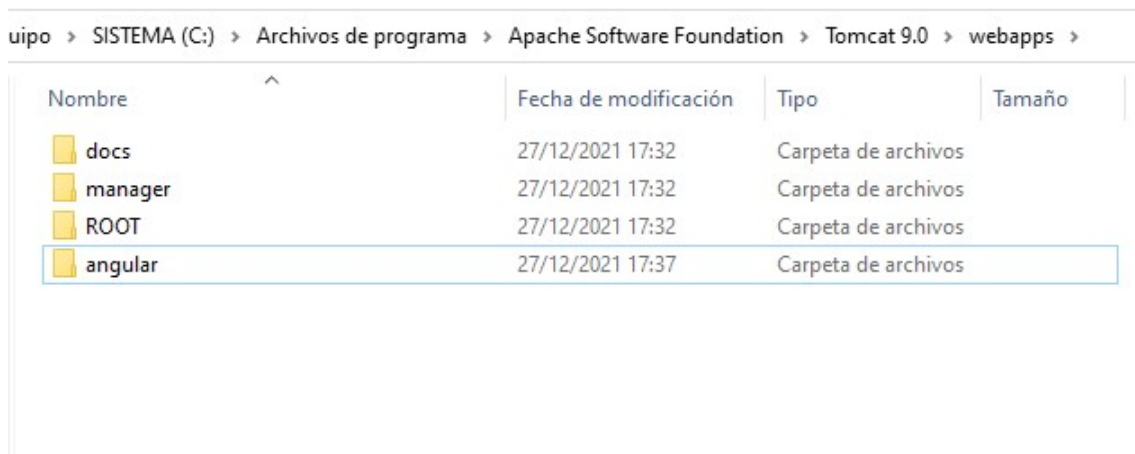 uipo > SISTEMA (C:) > Archivos de programa > Apache Software Foundation > Tomcat 9.0 > webapps >
Nombre Fecha de modificación Tipo Tamaño
docs 27/12/2021 17:32 Carpeta de archivos
manager 27/12/2021 17:32 Carpeta de archivos
ROOT 27/12/2021 17:32 Carpeta de archivos
angular 27/12/2021 17:37 Carpeta de archivos